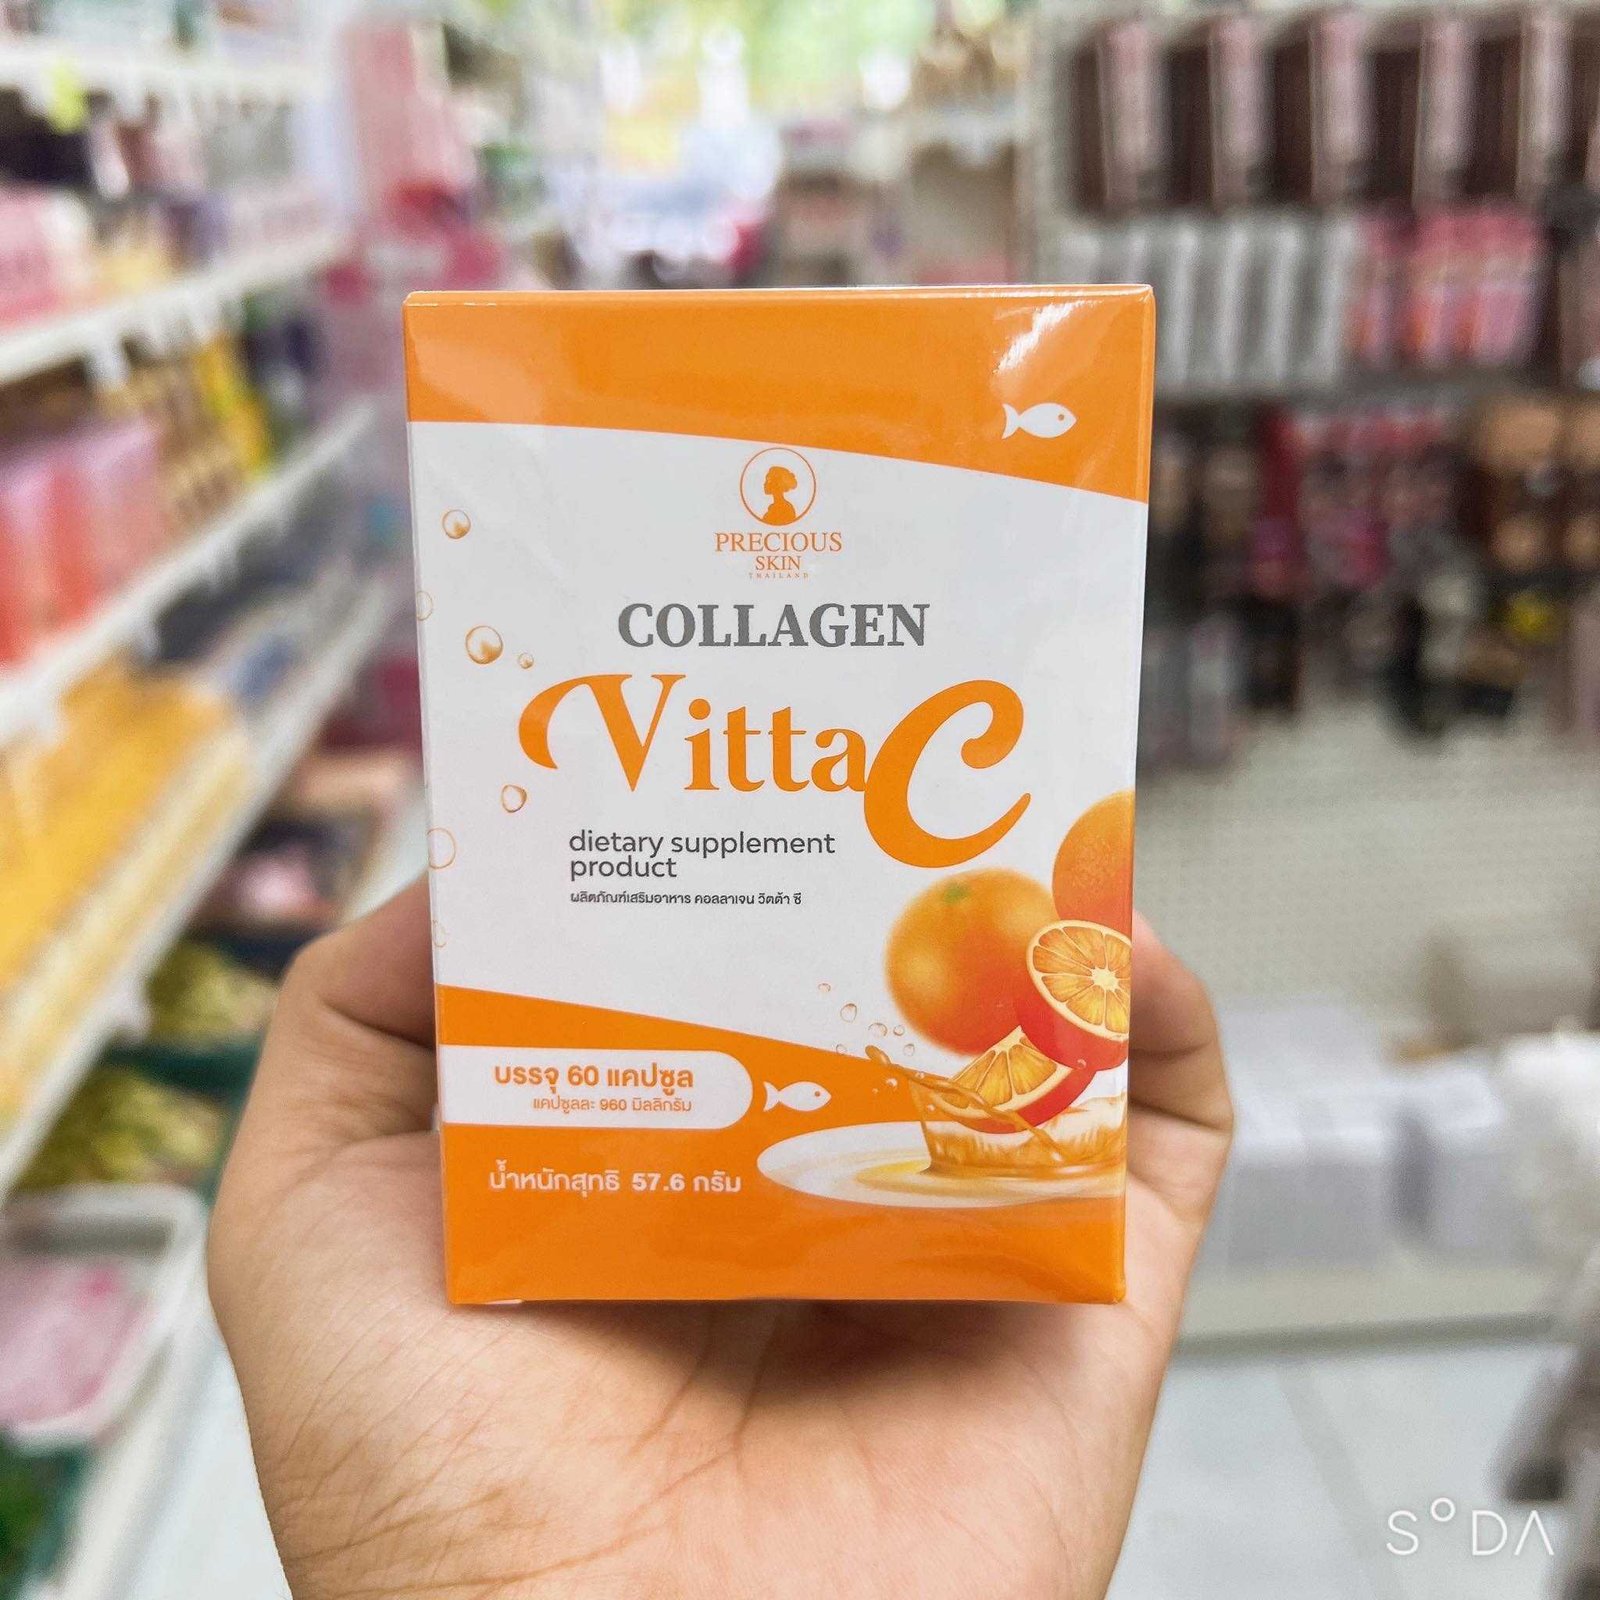 PRECIOUS
SKIN
THAILAND
COLLAGEN
Vitta C
dietary supplement
product
ผลิตภัณฑ์เสริมอาหาร คอลลาเจน วิตต้า ซี
บรรจุ 60 แคปซูล
แคปซูลละ 960 มิลลิกรัม
น้ำหนักสุทธิ 57.6 กรัม
SODA